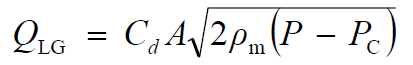 Q_LG = C_d A √(2ρ_m (P − P_C))